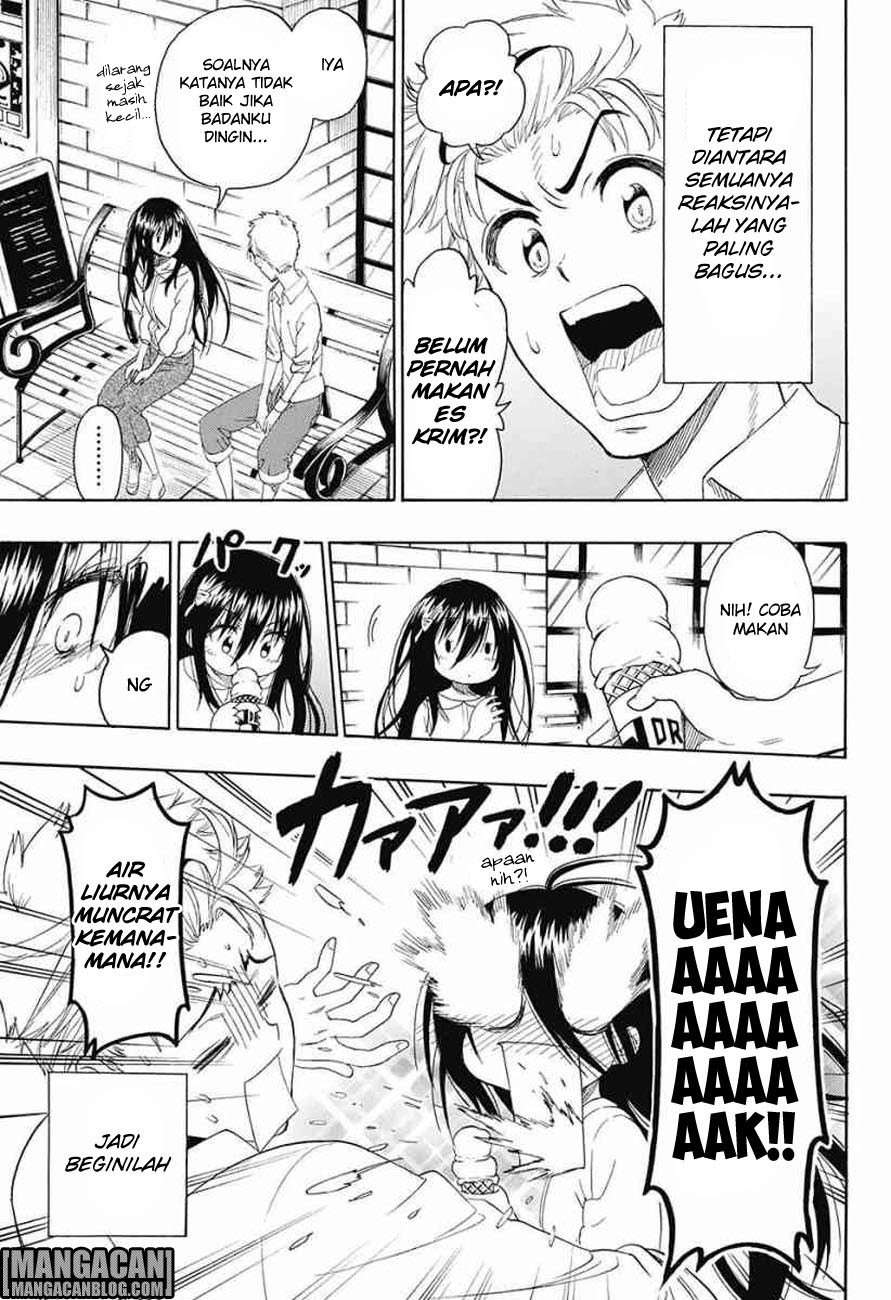 TETAPI
DIANTARA
SEMUANYA
REAKSINYA-
LAH YANG
PALING
BAGUS...
APA?!
BELUM
PERNAH
MAKAN
ES
KRIM?!
IYA
SOALNYA
KATANYA TIDAK
BAIK JIKA
BADANKU
DINGIN...
dilarang
sejak
masih
kecil...
........
NIH! COBA
MAKAN
DR
パクッ
NG
カァアァ!!!
apaan
nih?!
UENA
AAAA
AAAA
AAAA
AAK!!
AIR
LIURNYA
MUNCRAT
KEMANA-
MANA!!
JADI
BEGINILAH
[MANGACAN]
MANGACANBLOG.COM